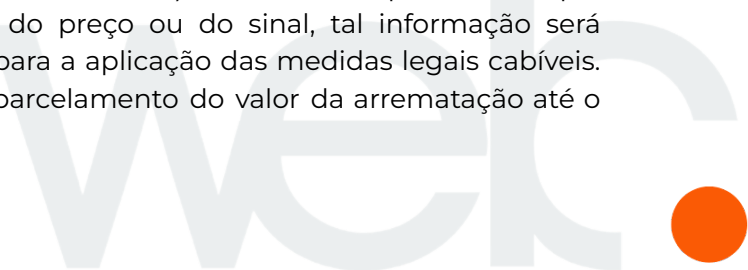 do preço ou do sinal, tal informação será
para a aplicação das medidas legais cabíveis.
parcelamento do valor da arrematação até o